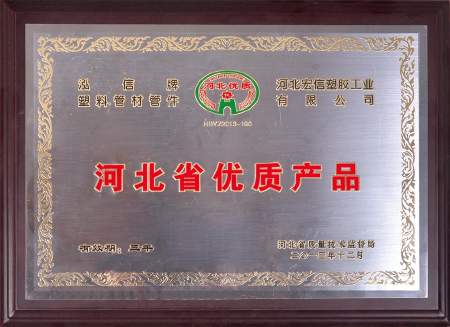 泓信牌
塑料管材管件
河北优质
HBYZ2013-190
河北宏信塑胶工业
有限公司
河北省优质产品
有效期：三年
河北省质量技术监督局
二〇一三年十二月